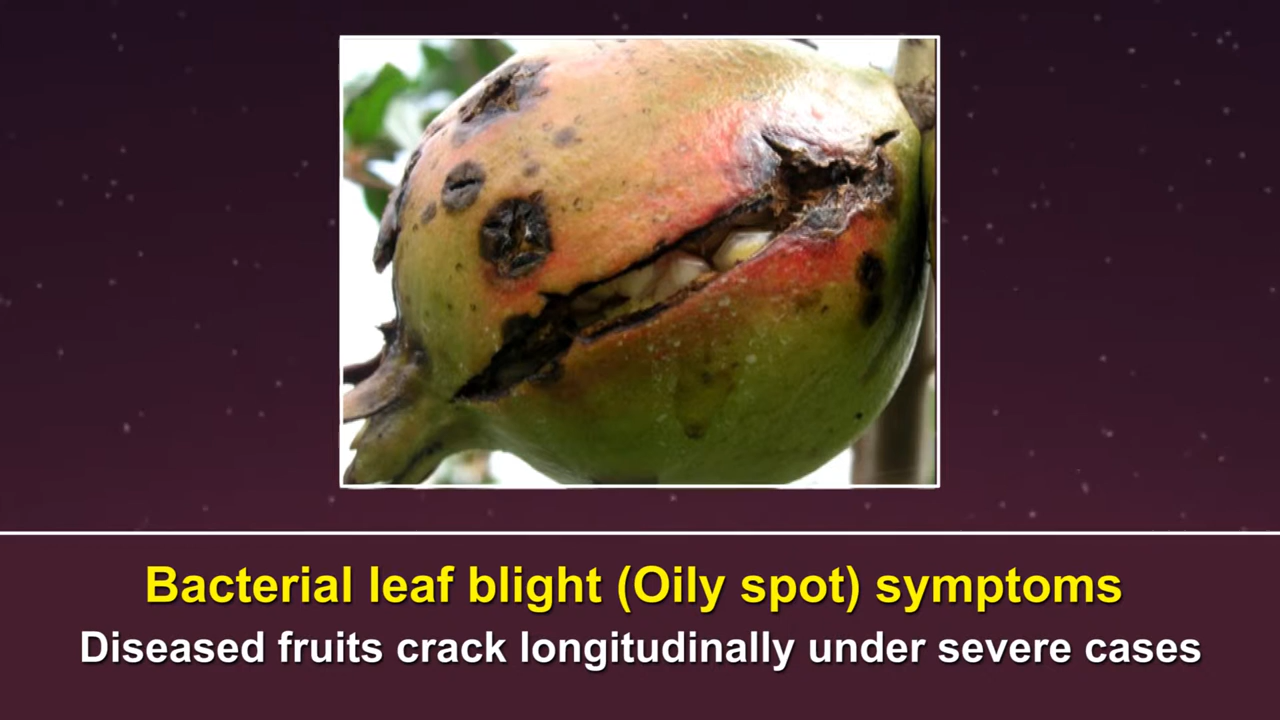 Bacterial leaf blight (Oily spot) symptoms
Diseased fruits crack longitudinally under severe cases